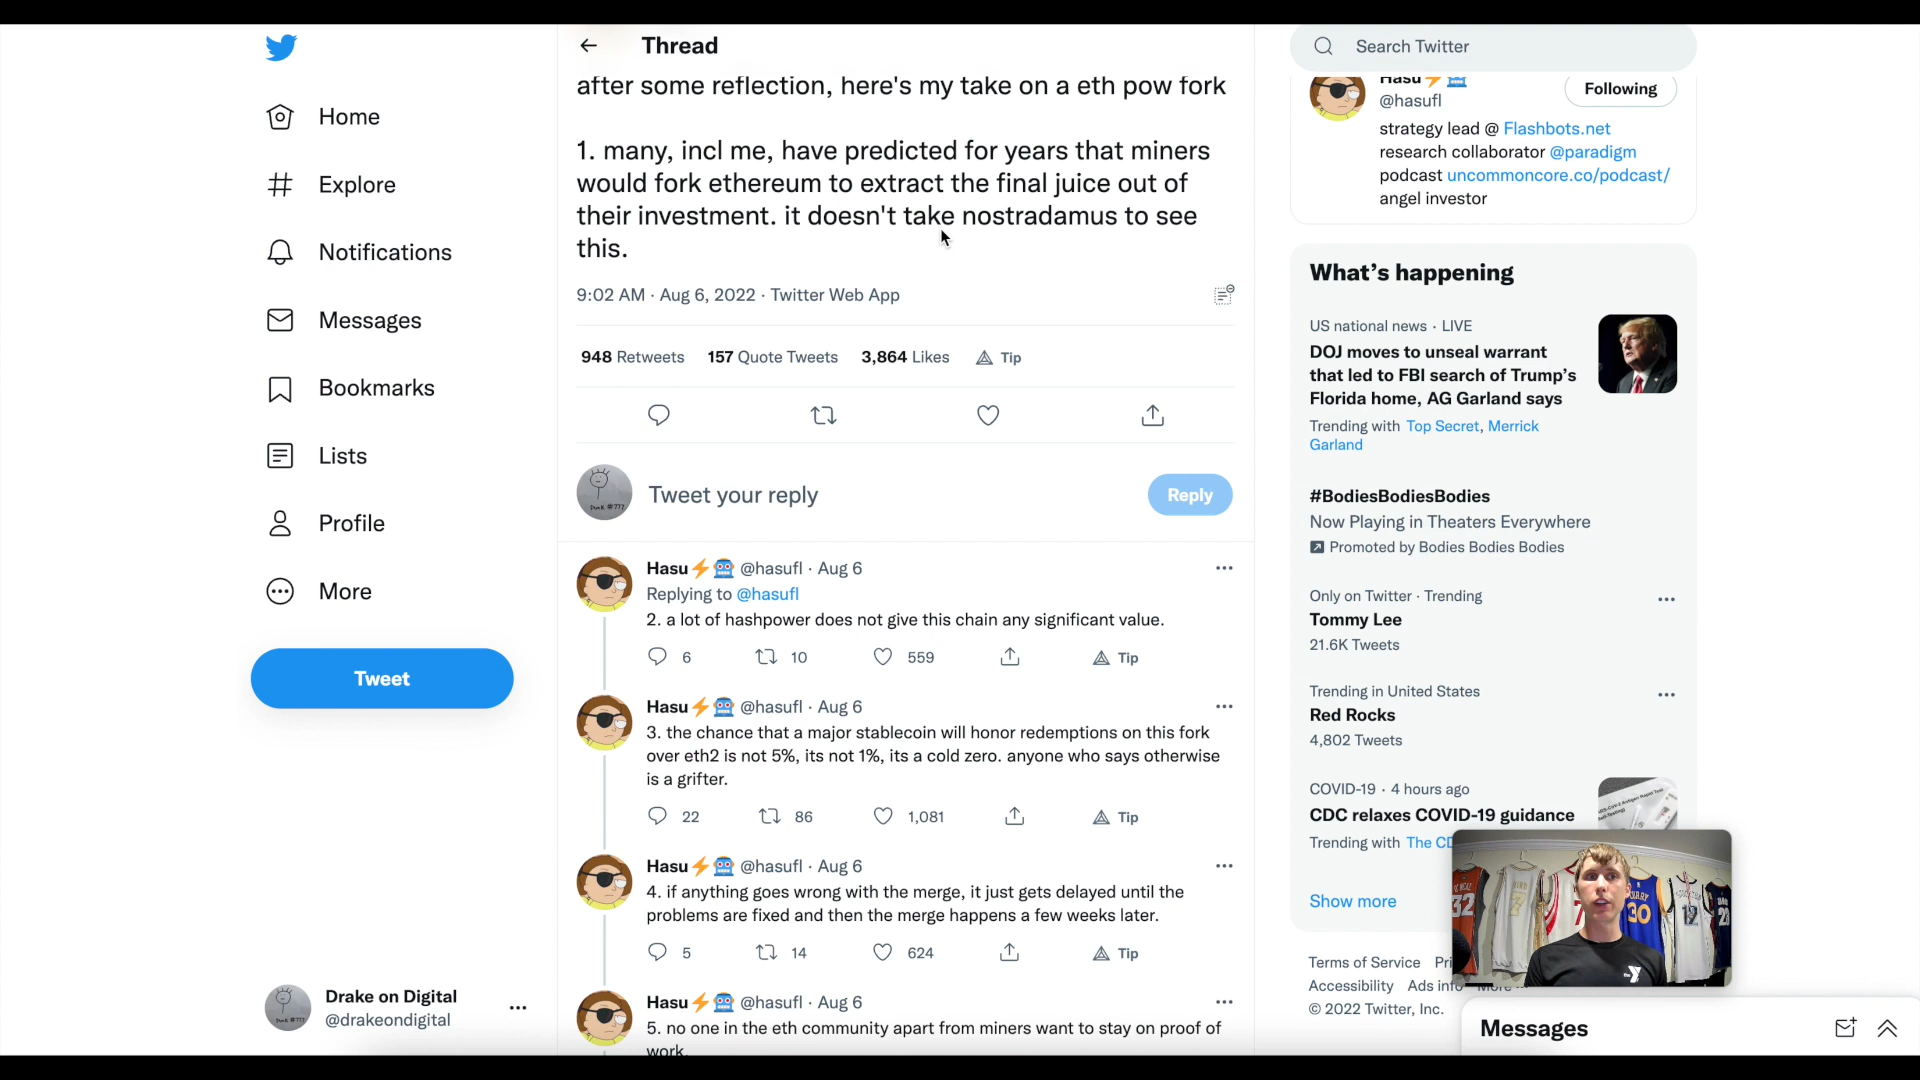 Home
Explore
Notifications
Messages
Bookmarks
Lists
Profile
More
Tweet
Drake on Digital
@drakeondigital
Thread
after some reflection, here's my take on a eth pow fork
1. many, incl me, have predicted for years that miners
would fork ethereum to extract the final juice out of
their investment. it doesn't take nostradamus to see
this.
9:02 AM · Aug 6, 2022 · Twitter Web App
948 Retweets 157 Quote Tweets 3,864 Likes Tip
Tweet your reply
Reply
Hasu @hasufl · Aug 6
Replying to @hasufl
2. a lot of hashpower does not give this chain any significant value.
6 10 559 Tip
Hasu @hasufl · Aug 6
3. the chance that a major stablecoin will honor redemptions on this fork
over eth2 is not 5%, its not 1%, its a cold zero. anyone who says otherwise
is a grifter.
22 86 1,081 Tip
Hasu @hasufl · Aug 6
4. if anything goes wrong with the merge, it just gets delayed until the
problems are fixed and then the merge happens a few weeks later.
5 14 624 Tip
Hasu @hasufl · Aug 6
5. no one in the eth community apart from miners want to stay on proof of
work.
Search Twitter
Hasu
@hasufl
Following
strategy lead @ Flashbots.net
research collaborator @paradigm
podcast uncommoncore.co/podcast/
angel investor
What's happening
US national news · LIVE
DOJ moves to unseal warrant
that led to FBI search of Trump's
Florida home, AG Garland says
Trending with Top Secret, Merrick
Garland
#BodiesBodiesBodies
Now Playing in Theaters Everywhere
Promoted by Bodies Bodies Bodies
Only on Twitter · Trending
Tommy Lee
21.6K Tweets
Trending in United States
Red Rocks
4,802 Tweets
COVID-19 · 4 hours ago
CDC relaxes COVID-19 guidance
Trending with The CD
Show more
32
30
12
Terms of Service Pri
Accessibility Ads info More
© 2022 Twitter, Inc.
Messages